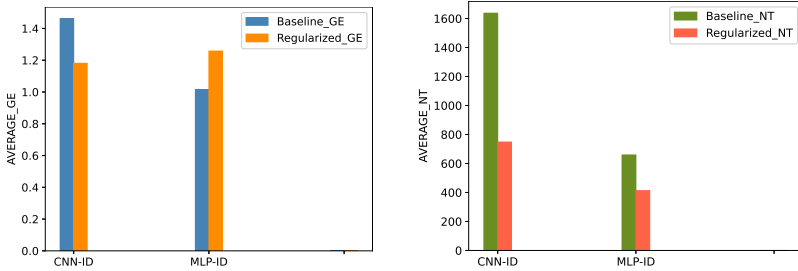 Baseline_GE
Regularized_GE
AVERAGE_GE
1.4
1.2
1.0
0.8
0.6
0.4
0.2
0.0
CNN-ID
MLP-ID
Baseline_NT
Regularized_NT
AVERAGE_NT
1600
1400
1200
1000
800
600
400
200
0
CNN-ID
MLP-ID